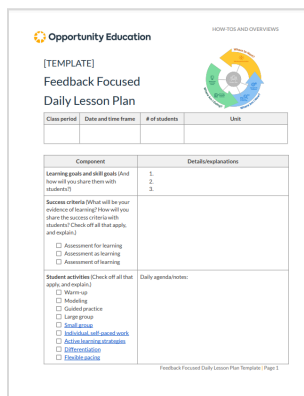 HOW-TOS AND OVERVIEWS
Opportunity Education
[TEMPLATE]
Feedback Focused
Daily Lesson Plan
Class period
Date and time frame
# of students
Unit
Component
Details/explanations
Learning goals and skill goals (And
how will you share them with
students?)
1.
2.
3.
Success criteria (What will be your
evidence of learning? How will you
share the success criteria with
students? Check off all that apply,
and explain.)
☐ Assessment for learning
☐ Assessment as learning
☐ Assessment of learning
Student activities (Check off all that
apply, and explain.)
☐ Warm-up
☐ Modeling
☐ Guided practice
☐ Large group
☐ Small group
☐ Individual, self-paced work
☐ Active learning strategies
☐ Differentiation
☐ Flexible pacing
Daily agenda/notes:
Feedback Focused Daily Lesson Plan Template | Page 1